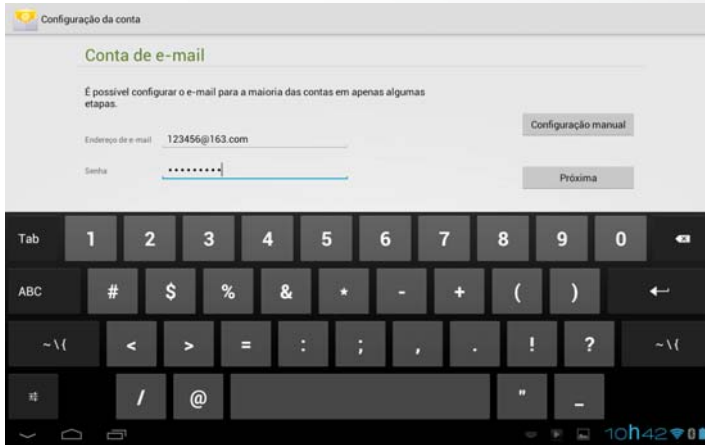 Configuração da conta
Conta de e-mail
É possível configurar o e-mail para a maioria das contas em apenas algumas
etapas.
Configuração manual
Endereço de e-mail 123456@163.com
Senha •••••••••
Próxima
Tab 1 2 3 4 5 6 7 8 9 0
ABC # $ % & * - + ( )
~\{ < > = : ; , . ! ? ~\{
/ @ " _
10h42